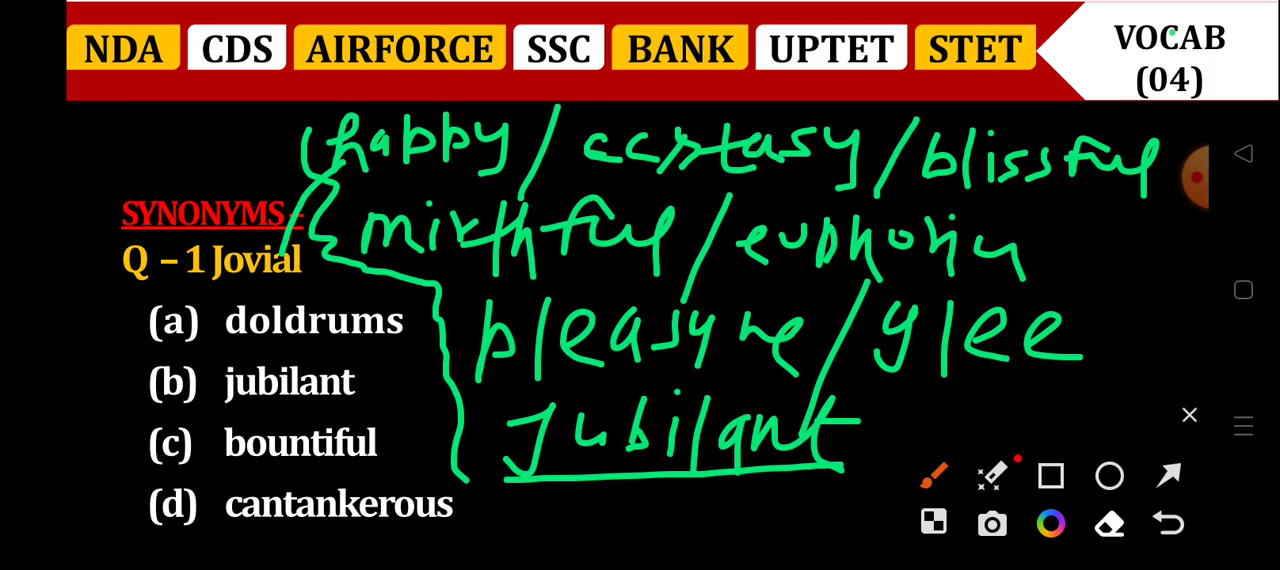 NDA CDS AIRFORCE SSC BANK UPTET STET VOCAB
(04)
happy / ecstasy / blissful
SYNONYMS :-
mirthful / euphoria
Q – 1 Jovial
(a) doldrums
pleasure / glee
(b) jubilant
Jubilant
(c) bountiful
(d) cantankerous